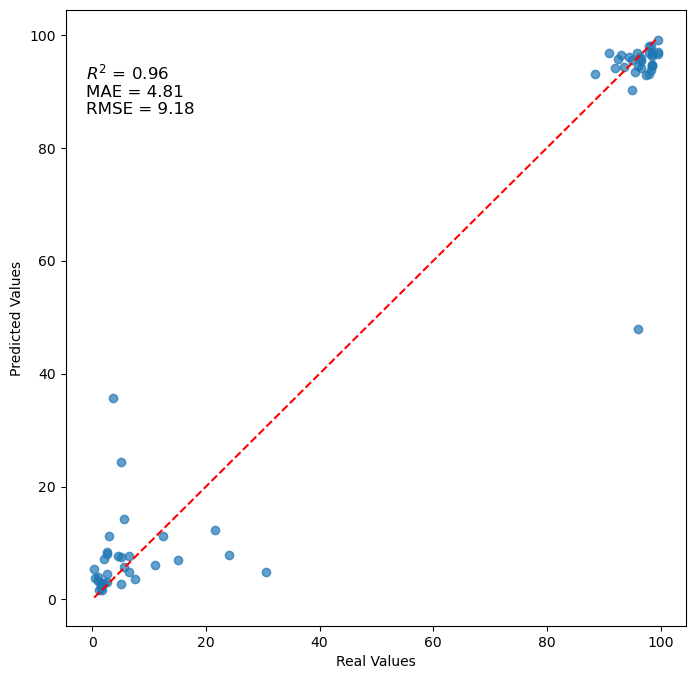 100
80
60
40
20
0
R² = 0.96
MAE = 4.81
RMSE = 9.18
Predicted Values
0 20 40 60 80 100
Real Values